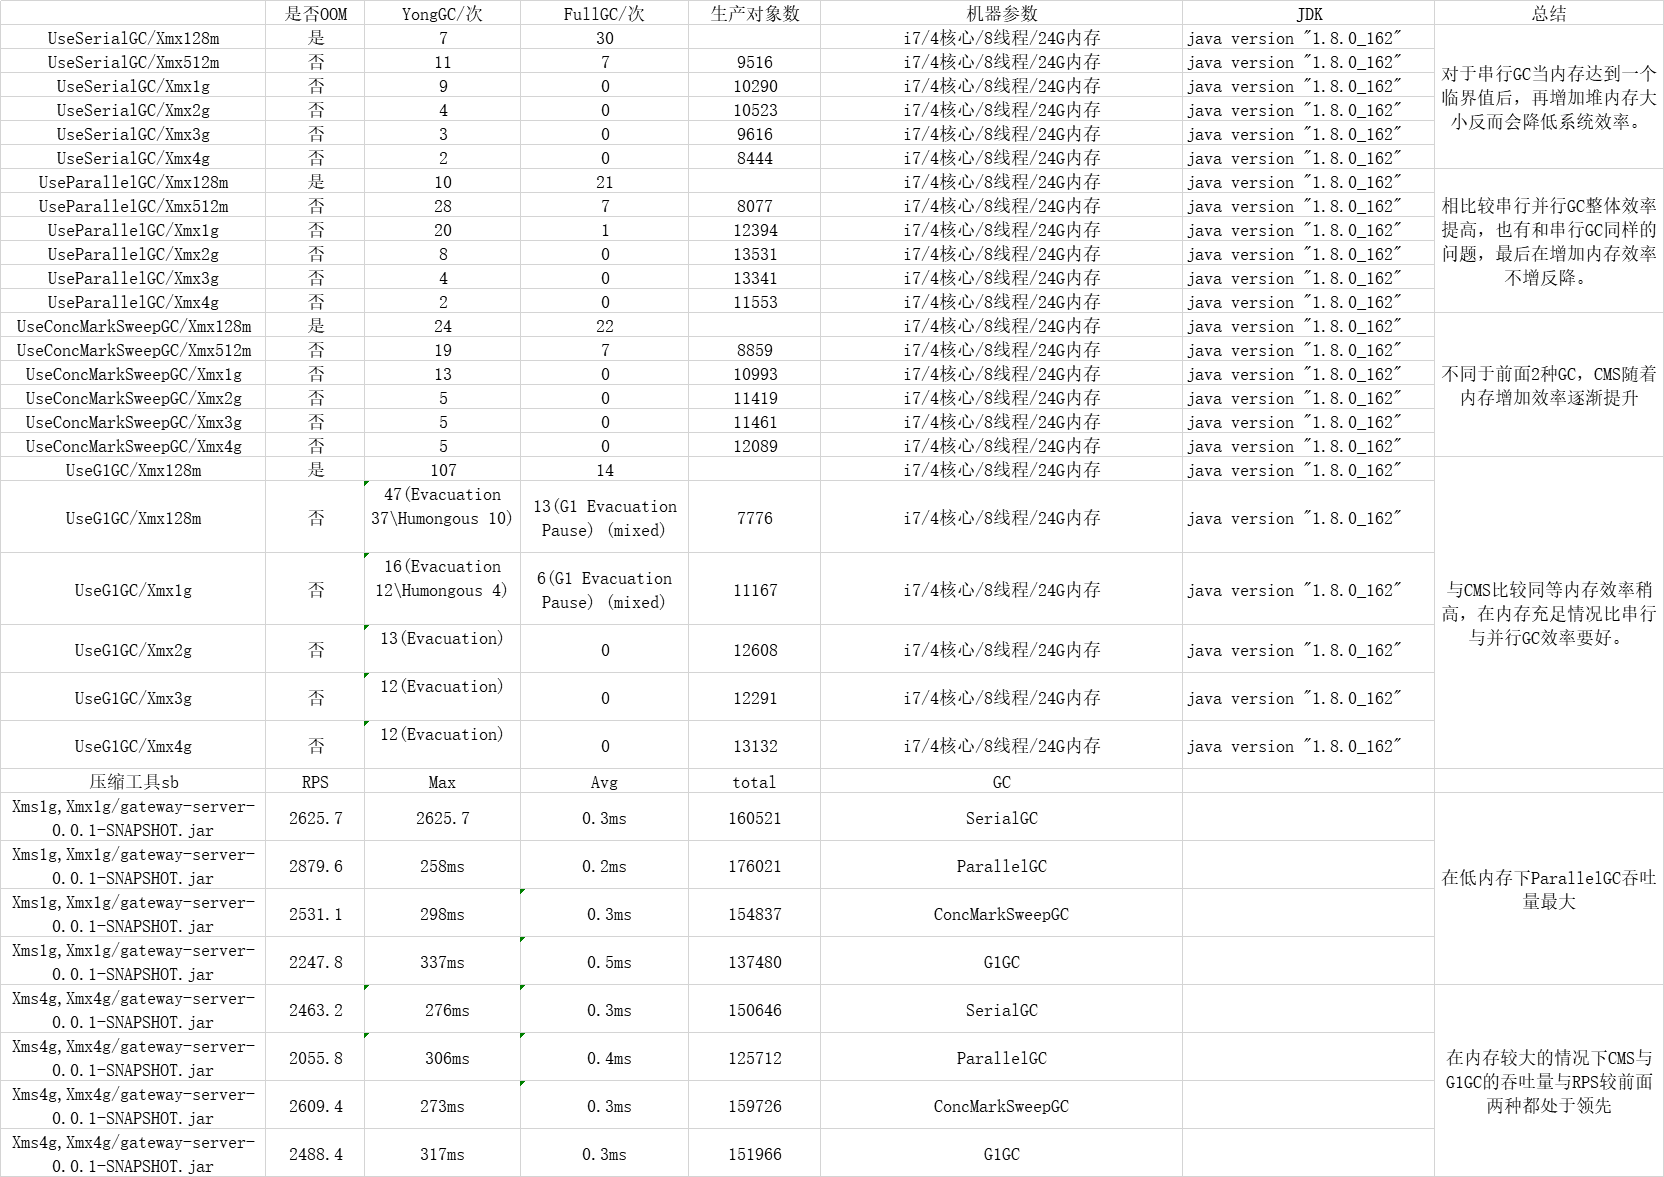 是否OOM YongGC/次 FullGC/次 生产对象数 机器参数 JDK 总结
UseSerialGC/Xmx128m 是 7 30 i7/4核心/8线程/24G内存 java version "1.8.0_162"
UseSerialGC/Xmx512m 否 11 7 9516 i7/4核心/8线程/24G内存 java version "1.8.0_162"
UseSerialGC/Xmx1g 否 9 0 10290 i7/4核心/8线程/24G内存 java version "1.8.0_162"
UseSerialGC/Xmx2g 否 4 0 10523 i7/4核心/8线程/24G内存 java version "1.8.0_162"
UseSerialGC/Xmx3g 否 3 0 9616 i7/4核心/8线程/24G内存 java version "1.8.0_162"
UseSerialGC/Xmx4g 否 2 0 8444 i7/4核心/8线程/24G内存 java version "1.8.0_162"
对于串行GC当内存达到一个
临界值后，再增加堆内存大
小反而会降低系统效率。
UseParallelGC/Xmx128m 是 10 21 i7/4核心/8线程/24G内存 java version "1.8.0_162"
UseParallelGC/Xmx512m 否 28 7 8077 i7/4核心/8线程/24G内存 java version "1.8.0_162"
UseParallelGC/Xmx1g 否 20 1 12394 i7/4核心/8线程/24G内存 java version "1.8.0_162"
UseParallelGC/Xmx2g 否 8 0 13531 i7/4核心/8线程/24G内存 java version "1.8.0_162"
UseParallelGC/Xmx3g 否 4 0 13341 i7/4核心/8线程/24G内存 java version "1.8.0_162"
UseParallelGC/Xmx4g 否 2 0 11553 i7/4核心/8线程/24G内存 java version "1.8.0_162"
相比较串行并行GC整体效率
提高，也有和串行GC同样的
问题，最后在增加内存效率
不增反降。
UseConcMarkSweepGC/Xmx128m 是 24 22 i7/4核心/8线程/24G内存 java version "1.8.0_162"
UseConcMarkSweepGC/Xmx512m 否 19 7 8859 i7/4核心/8线程/24G内存 java version "1.8.0_162"
UseConcMarkSweepGC/Xmx1g 否 13 0 10993 i7/4核心/8线程/24G内存 java version "1.8.0_162"
UseConcMarkSweepGC/Xmx2g 否 5 0 11419 i7/4核心/8线程/24G内存 java version "1.8.0_162"
UseConcMarkSweepGC/Xmx3g 否 5 0 11461 i7/4核心/8线程/24G内存 java version "1.8.0_162"
UseConcMarkSweepGC/Xmx4g 否 5 0 12089 i7/4核心/8线程/24G内存 java version "1.8.0_162"
不同于前面2种GC，CMS随着
内存增加效率逐渐提升
UseG1GC/Xmx128m 是 107 14 i7/4核心/8线程/24G内存 java version "1.8.0_162"
UseG1GC/Xmx128m 否
47(Evacuation
37\Humongous 10)
13(G1 Evacuation
Pause) (mixed)
7776 i7/4核心/8线程/24G内存 java version "1.8.0_162"
UseG1GC/Xmx1g 否
16(Evacuation
12\Humongous 4)
6(G1 Evacuation
Pause) (mixed)
11167 i7/4核心/8线程/24G内存 java version "1.8.0_162"
UseG1GC/Xmx2g 否 13(Evacuation) 0 12608 i7/4核心/8线程/24G内存 java version "1.8.0_162"
UseG1GC/Xmx3g 否 12(Evacuation) 0 12291 i7/4核心/8线程/24G内存 java version "1.8.0_162"
UseG1GC/Xmx4g 否 12(Evacuation) 0 13132 i7/4核心/8线程/24G内存 java version "1.8.0_162"
与CMS比较同等内存效率稍
高，在内存充足情况比串行
与并行GC效率要好。
压缩工具sb RPS Max Avg total GC
Xms1g,Xmx1g/gateway-server-
0.0.1-SNAPSHOT.jar
2625.7 2625.7 0.3ms 160521 SerialGC
Xms1g,Xmx1g/gateway-server-
0.0.1-SNAPSHOT.jar
2879.6 258ms 0.2ms 176021 ParallelGC
Xms1g,Xmx1g/gateway-server-
0.0.1-SNAPSHOT.jar
2531.1 298ms 0.3ms 154837 ConcMarkSweepGC
Xms1g,Xmx1g/gateway-server-
0.0.1-SNAPSHOT.jar
2247.8 337ms 0.5ms 137480 G1GC
在低内存下ParallelGC吞吐
量最大
Xms4g,Xmx4g/gateway-server-
0.0.1-SNAPSHOT.jar
2463.2 276ms 0.3ms 150646 SerialGC
Xms4g,Xmx4g/gateway-server-
0.0.1-SNAPSHOT.jar
2055.8 306ms 0.4ms 125712 ParallelGC
Xms4g,Xmx4g/gateway-server-
0.0.1-SNAPSHOT.jar
2609.4 273ms 0.3ms 159726 ConcMarkSweepGC
Xms4g,Xmx4g/gateway-server-
0.0.1-SNAPSHOT.jar
2488.4 317ms 0.3ms 151966 G1GC
在内存较大的情况下CMS与
G1GC的吞吐量与RPS较前面
两种都处于领先